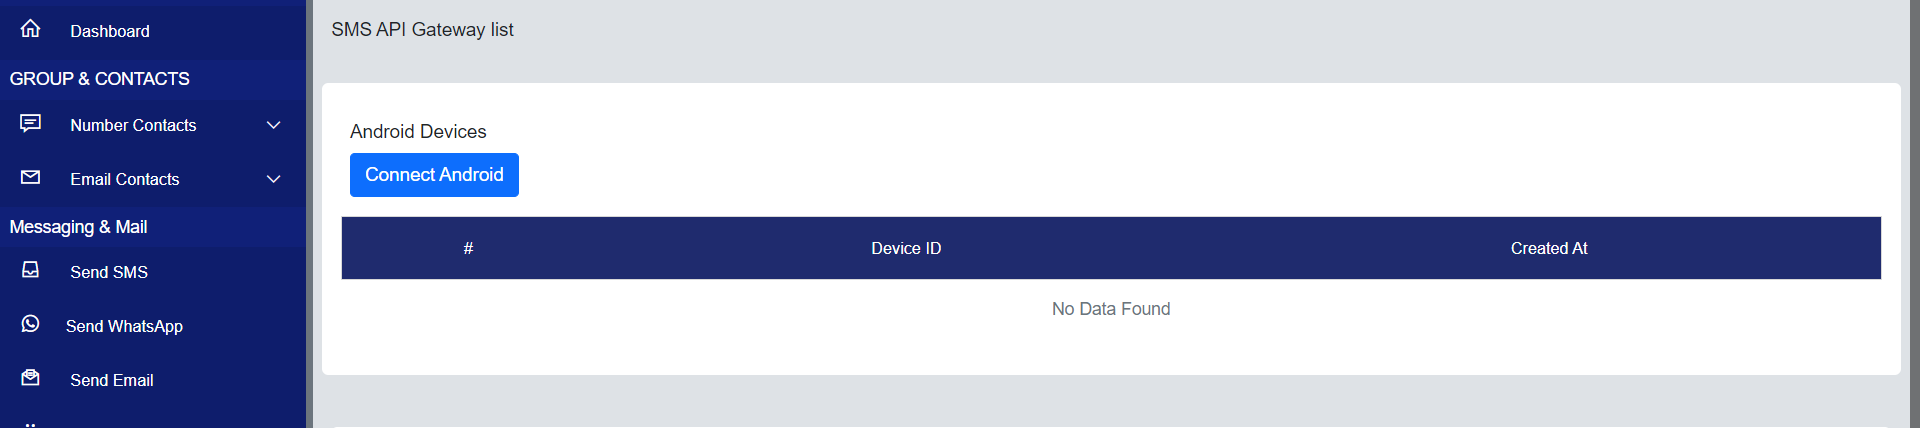 Dashboard
GROUP & CONTACTS
Number Contacts
Email Contacts
Messaging & Mail
Send SMS
Send WhatsApp
Send Email
SMS API Gateway list
Android Devices
Connect Android
# Device ID Created At
No Data Found